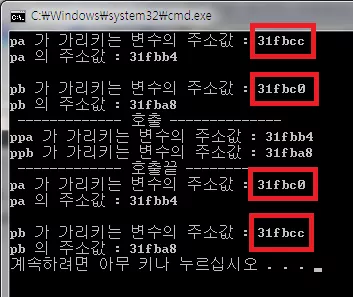 C:\Windows\system32\cmd.exe
pa 가 가리키는 변수의 주소값 : 31fbcc
pa 의 주소값 : 31fbb4
pb 가 가리키는 변수의 주소값 : 31fbc0
pb 의 주소값 : 31fba8
------------- 호출 --------------
ppa 가 가리키는 변수의 주소값 : 31fbb4
ppb 가 가리키는 변수의 주소값 : 31fba8
------------- 호출끝 --------------
pa 가 가리키는 변수의 주소값 : 31fbc0
pa 의 주소값 : 31fbb4
pb 가 가리키는 변수의 주소값 : 31fbcc
pb 의 주소값 : 31fba8
계속하려면 아무 키나 누르십시오 . . .